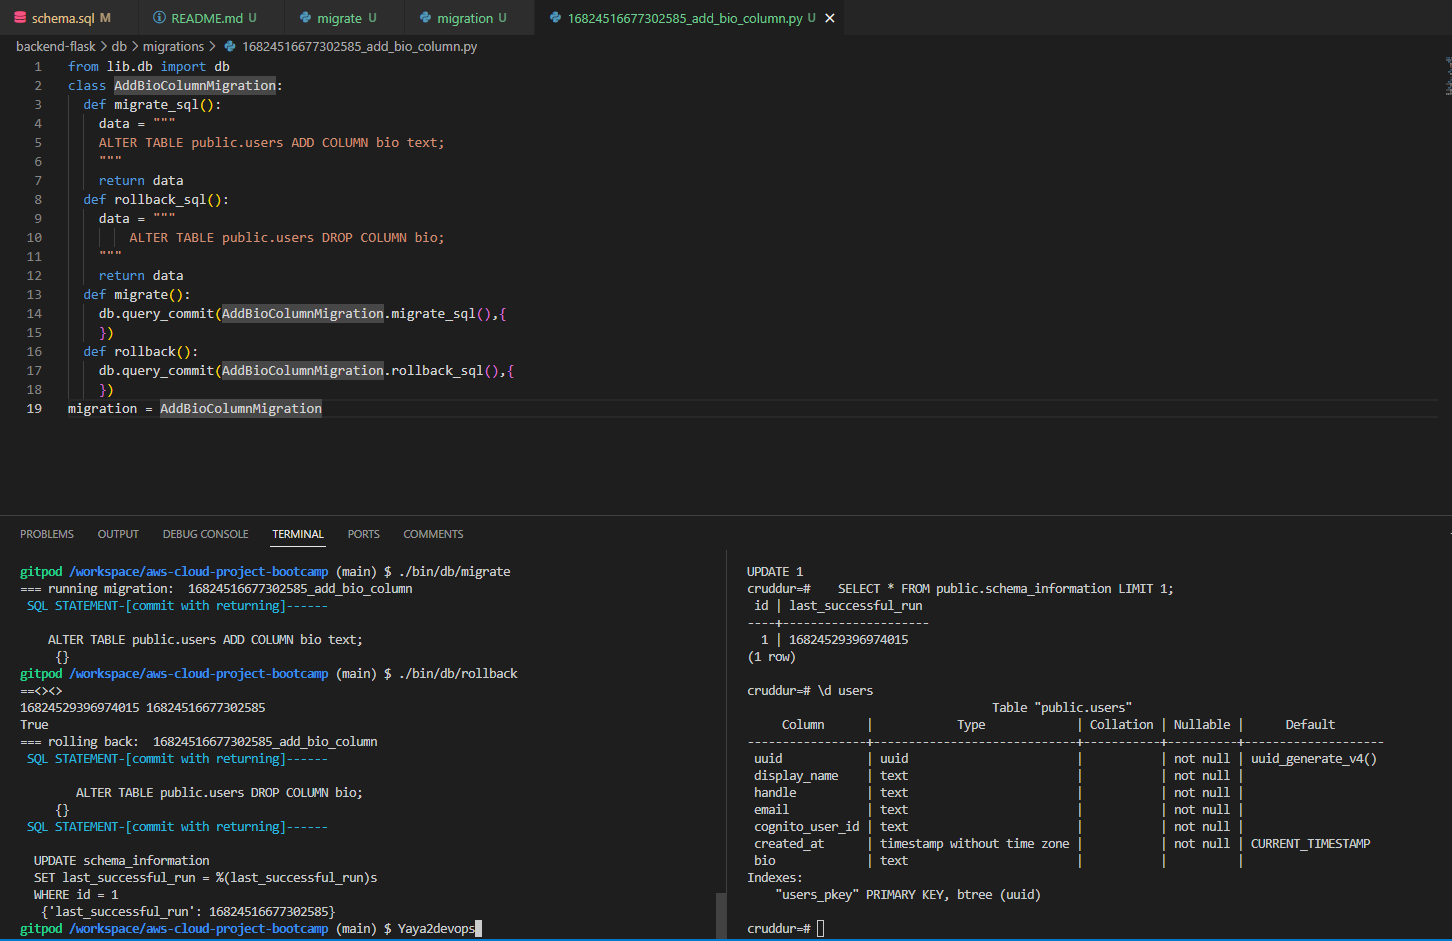 schema.sql M README.md U migrate U migration U 16824516677302585_add_bio_column.py U ×
backend-flask > db > migrations > 16824516677302585_add_bio_column.py
1 from lib.db import db
2 class AddBioColumnMigration:
3 def migrate_sql():
4 data = """
5 ALTER TABLE public.users ADD COLUMN bio text;
6 """
7 return data
8 def rollback_sql():
9 data = """
10 ALTER TABLE public.users DROP COLUMN bio;
11 """
12 return data
13 def migrate():
14 db.query_commit(AddBioColumnMigration.migrate_sql(),{
15 })
16 def rollback():
17 db.query_commit(AddBioColumnMigration.rollback_sql(),{
18 })
19 migration = AddBioColumnMigration
PROBLEMS OUTPUT DEBUG CONSOLE TERMINAL PORTS COMMENTS
gitpod /workspace/aws-cloud-project-bootcamp (main) $ ./bin/db/migrate
=== running migration:  16824516677302585_add_bio_column
SQL STATEMENT-[commit with returning]------
ALTER TABLE public.users ADD COLUMN bio text;
{}
gitpod /workspace/aws-cloud-project-bootcamp (main) $ ./bin/db/rollback
==<><>
16824529396974015 16824516677302585
True
=== rolling back:  16824516677302585_add_bio_column
SQL STATEMENT-[commit with returning]------
ALTER TABLE public.users DROP COLUMN bio;
{}
SQL STATEMENT-[commit with returning]------
UPDATE schema_information
SET last_successful_run = %(last_successful_run)s
WHERE id = 1
{'last_successful_run': 16824516677302585}
gitpod /workspace/aws-cloud-project-bootcamp (main) $ Yaya2devops
UPDATE 1
cruddur=#    SELECT * FROM public.schema_information LIMIT 1;
id | last_successful_run
----+---------------------
1 | 16824529396974015
(1 row)
cruddur=# \d users
Table "public.users"
Column | Type | Collation | Nullable | Default
-----------------+-----------------------------+-----------+----------+--------------------
uuid | uuid | | not null | uuid_generate_v4()
display_name | text | | not null |
handle | text | | not null |
email | text | | not null |
cognito_user_id | text | | not null |
created_at | timestamp without time zone | | not null | CURRENT_TIMESTAMP
bio | text | | |
Indexes:
"users_pkey" PRIMARY KEY, btree (uuid)
cruddur=#